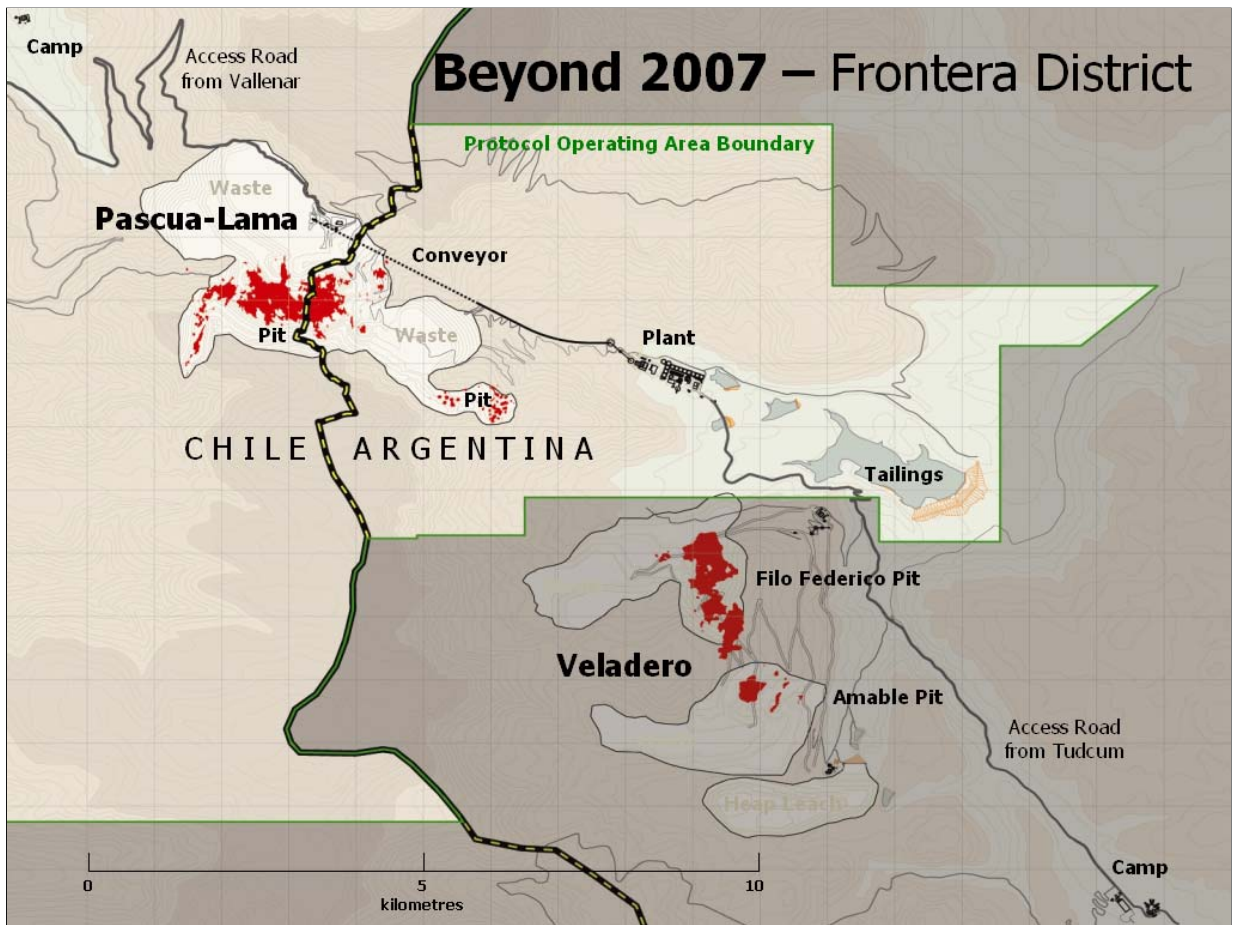 Beyond 2007 – Frontera District
Camp
Access Road
from Vallenar
Protocol Operating Area Boundary
Waste
Pascua-Lama
Conveyor
Pit
Waste
Plant
Pit
CHILE
ARGENTINA
Tailings
Filo Federico Pit
Veladero
Amable Pit
Access Road
from Tudcum
Heap Leach
Camp
0
5
10
kilometres